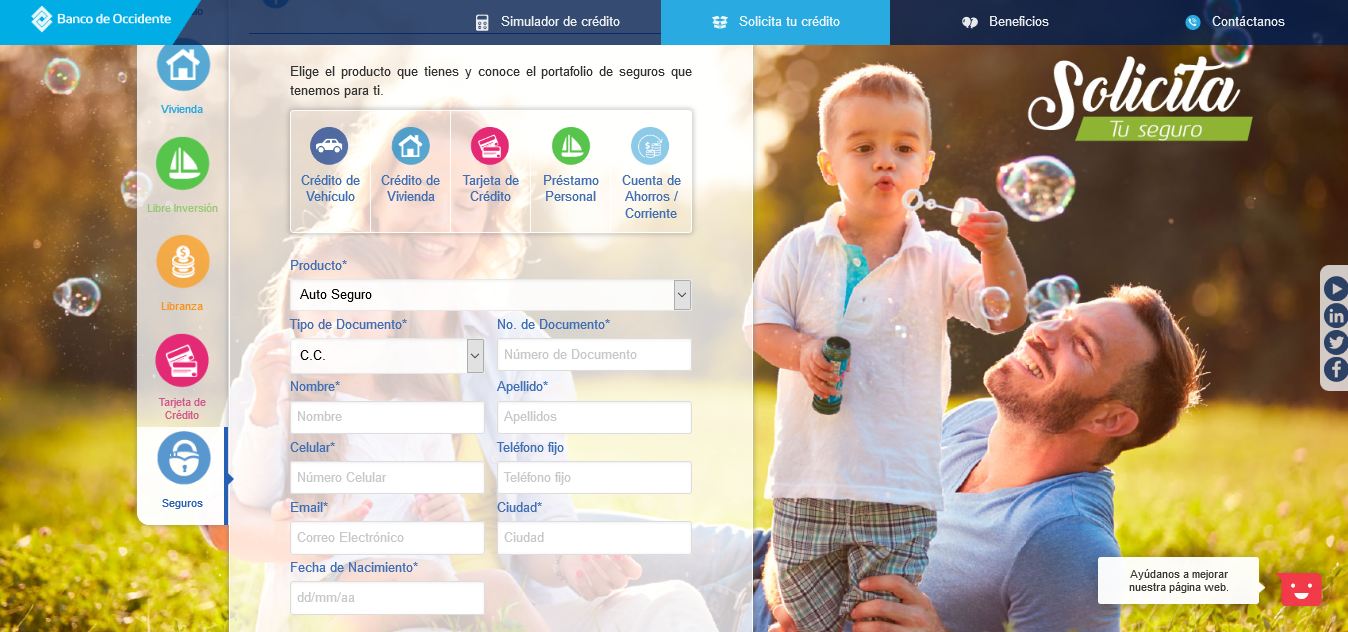 Banco de Occidente
Simulador de crédito
Solicita tu crédito
Beneficios
Contáctanos
Vivienda
Libre Inversión
Libranza
Tarjeta de
Crédito
Seguros
Elige el producto que tienes y conoce el portafolio de seguros que
tenemos para ti.
Crédito de
Vehículo
Crédito de
Vivienda
Tarjeta de
Crédito
Préstamo
Personal
Cuenta de
Ahorros /
Corriente
Producto*
Auto Seguro
Tipo de Documento*
No. de Documento*
C.C.
Número de Documento
Nombre*
Apellido*
Nombre
Apellidos
Celular*
Teléfono fijo
Número Celular
Teléfono fijo
Email*
Ciudad*
Correo Electrónico
Ciudad
Fecha de Nacimiento*
dd/mm/aa
Solicita
Tu seguro
Ayúdanos a mejorar
nuestra página web.